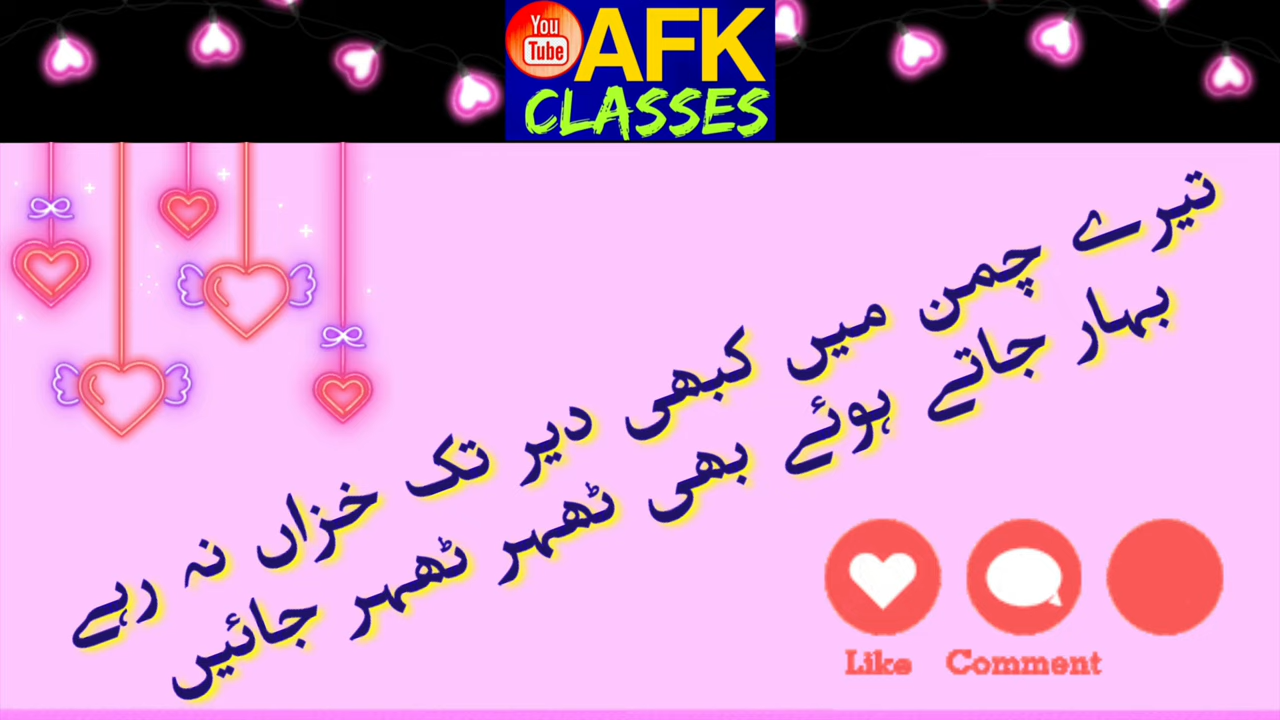 You
Tube
AFK
CLASSES
تیرے چمن میں کبھی دیر تک خزاں نہ رہے
بہار جاتے ہوئے بھی ٹھہر ٹھہر جائیں
Like Comment